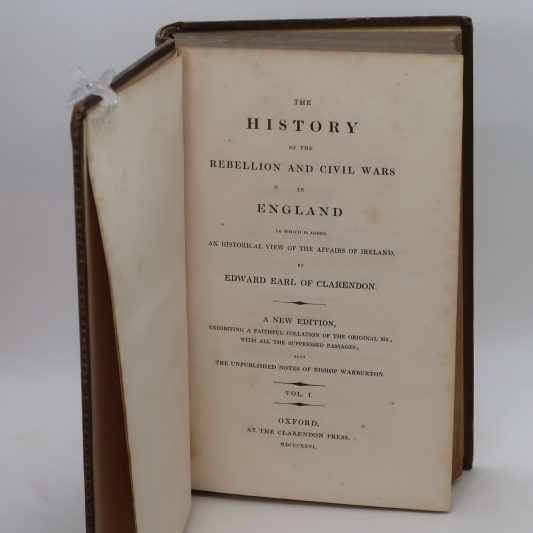 THE
HISTORY
OF THE
REBELLION AND CIVIL WARS
IN
ENGLAND
TO WHICH IS ADDED
AN HISTORICAL VIEW OF THE AFFAIRS OF IRELAND,
BY
EDWARD EARL OF CLARENDON.
A NEW EDITION,
EXHIBITING A FAITHFUL COLLATION OF THE ORIGINAL MS.,
WITH ALL THE SUPPRESSED PASSAGES;
ALSO
THE UNPUBLISHED NOTES OF BISHOP WARBURTON.
VOL. I.
OXFORD,
AT THE CLARENDON PRESS.
MDCCCXXVI.